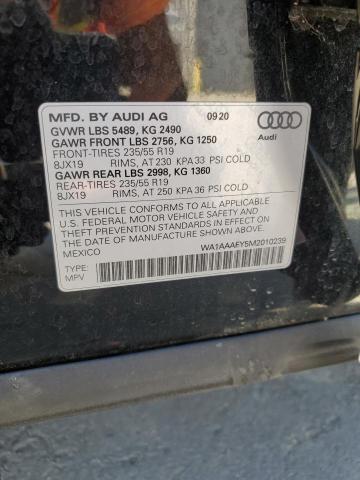 MFD. BY AUDI AG 09 20
GVWR LBS 5489, KG 2490
GAWR FRONT LBS 2756, KG 1250
FRONT-TIRES 235/55 R19
8JX19 RIMS, AT 230 KPA 33 PSI COLD
GAWR REAR LBS 2998, KG 1360
REAR-TIRES 235/55 R19
8JX19 RIMS, AT 250 KPA 36 PSI COLD
Audi
THIS VEHICLE CONFORMS TO ALL APPLICABLE
U.S. FEDERAL MOTOR VEHICLE SAFETY AND
THEFT PREVENTION STANDARDS IN EFFECT ON
THE DATE OF MANUFACTURE SHOWN ABOVE.
MEXICO
WA1AAAFY5M2010239
TYPE:
MPV